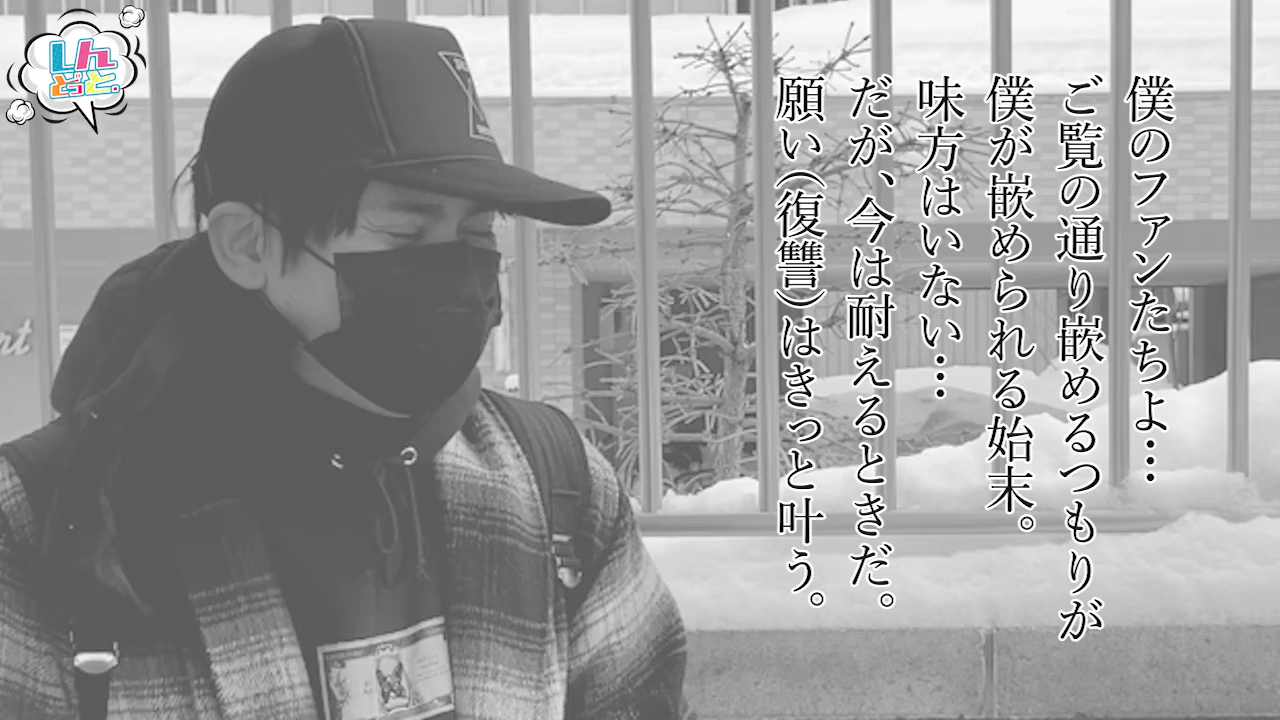 しん
どっと。
僕のファンたちよ…
ご覧の通り嵌めるつもりが
僕が嵌められる始末。
味方はいない…
だが、今は耐えるときだ。
願い(復讐)はきっと叶う。